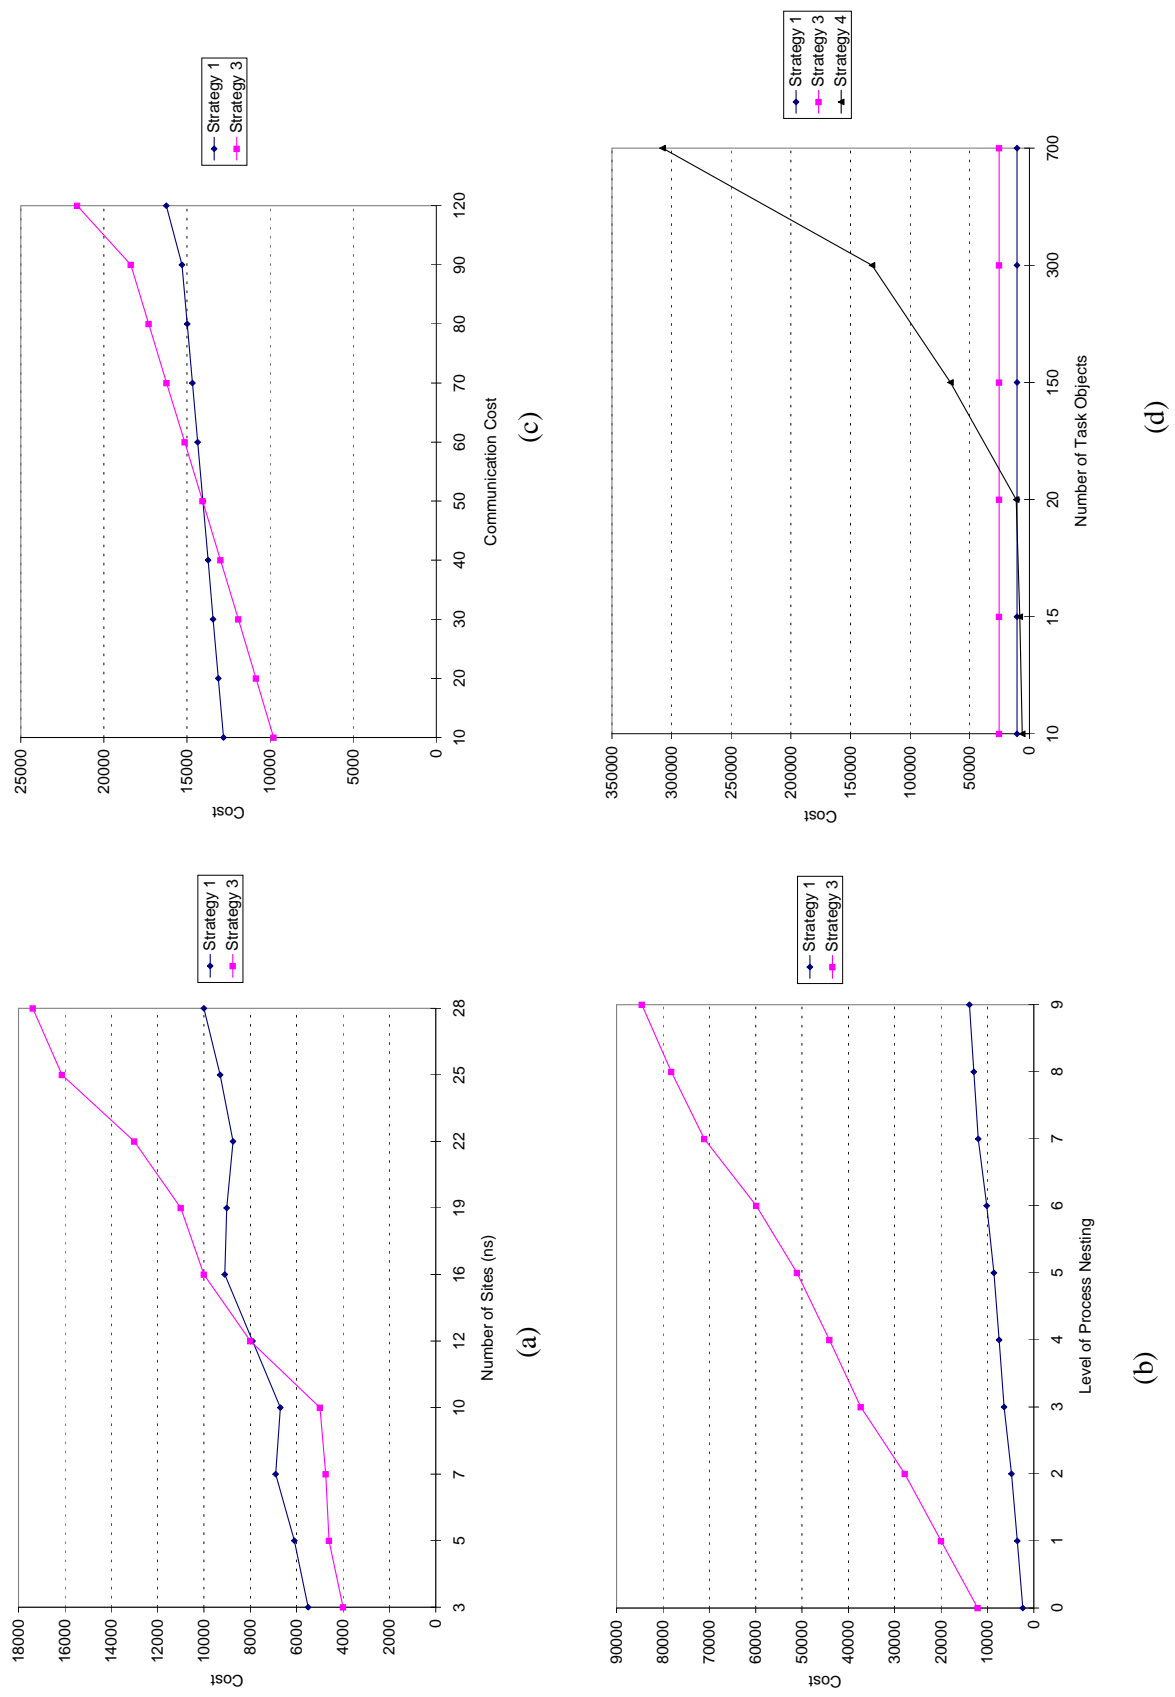 18000
16000
14000
12000
10000
8000
6000
4000
2000
0
Cost
3 5 7 10 12 16 19 22 25 28
Number of Sites (ns)
Strategy 1
Strategy 3
(a)
25000
20000
15000
10000
5000
0
Cost
10 20 30 40 50 60 70 80 90 120
Communication Cost
Strategy 1
Strategy 3
(c)
90000
80000
70000
60000
50000
40000
30000
20000
10000
0
Cost
0 1 2 3 4 5 6 7 8 9
Level of Process Nesting
Strategy 1
Strategy 3
(b)
350000
300000
250000
200000
150000
100000
50000
0
Cost
10 15 20 150 300 700
Number of Task Objects
Strategy 1
Strategy 3
Strategy 4
(d)